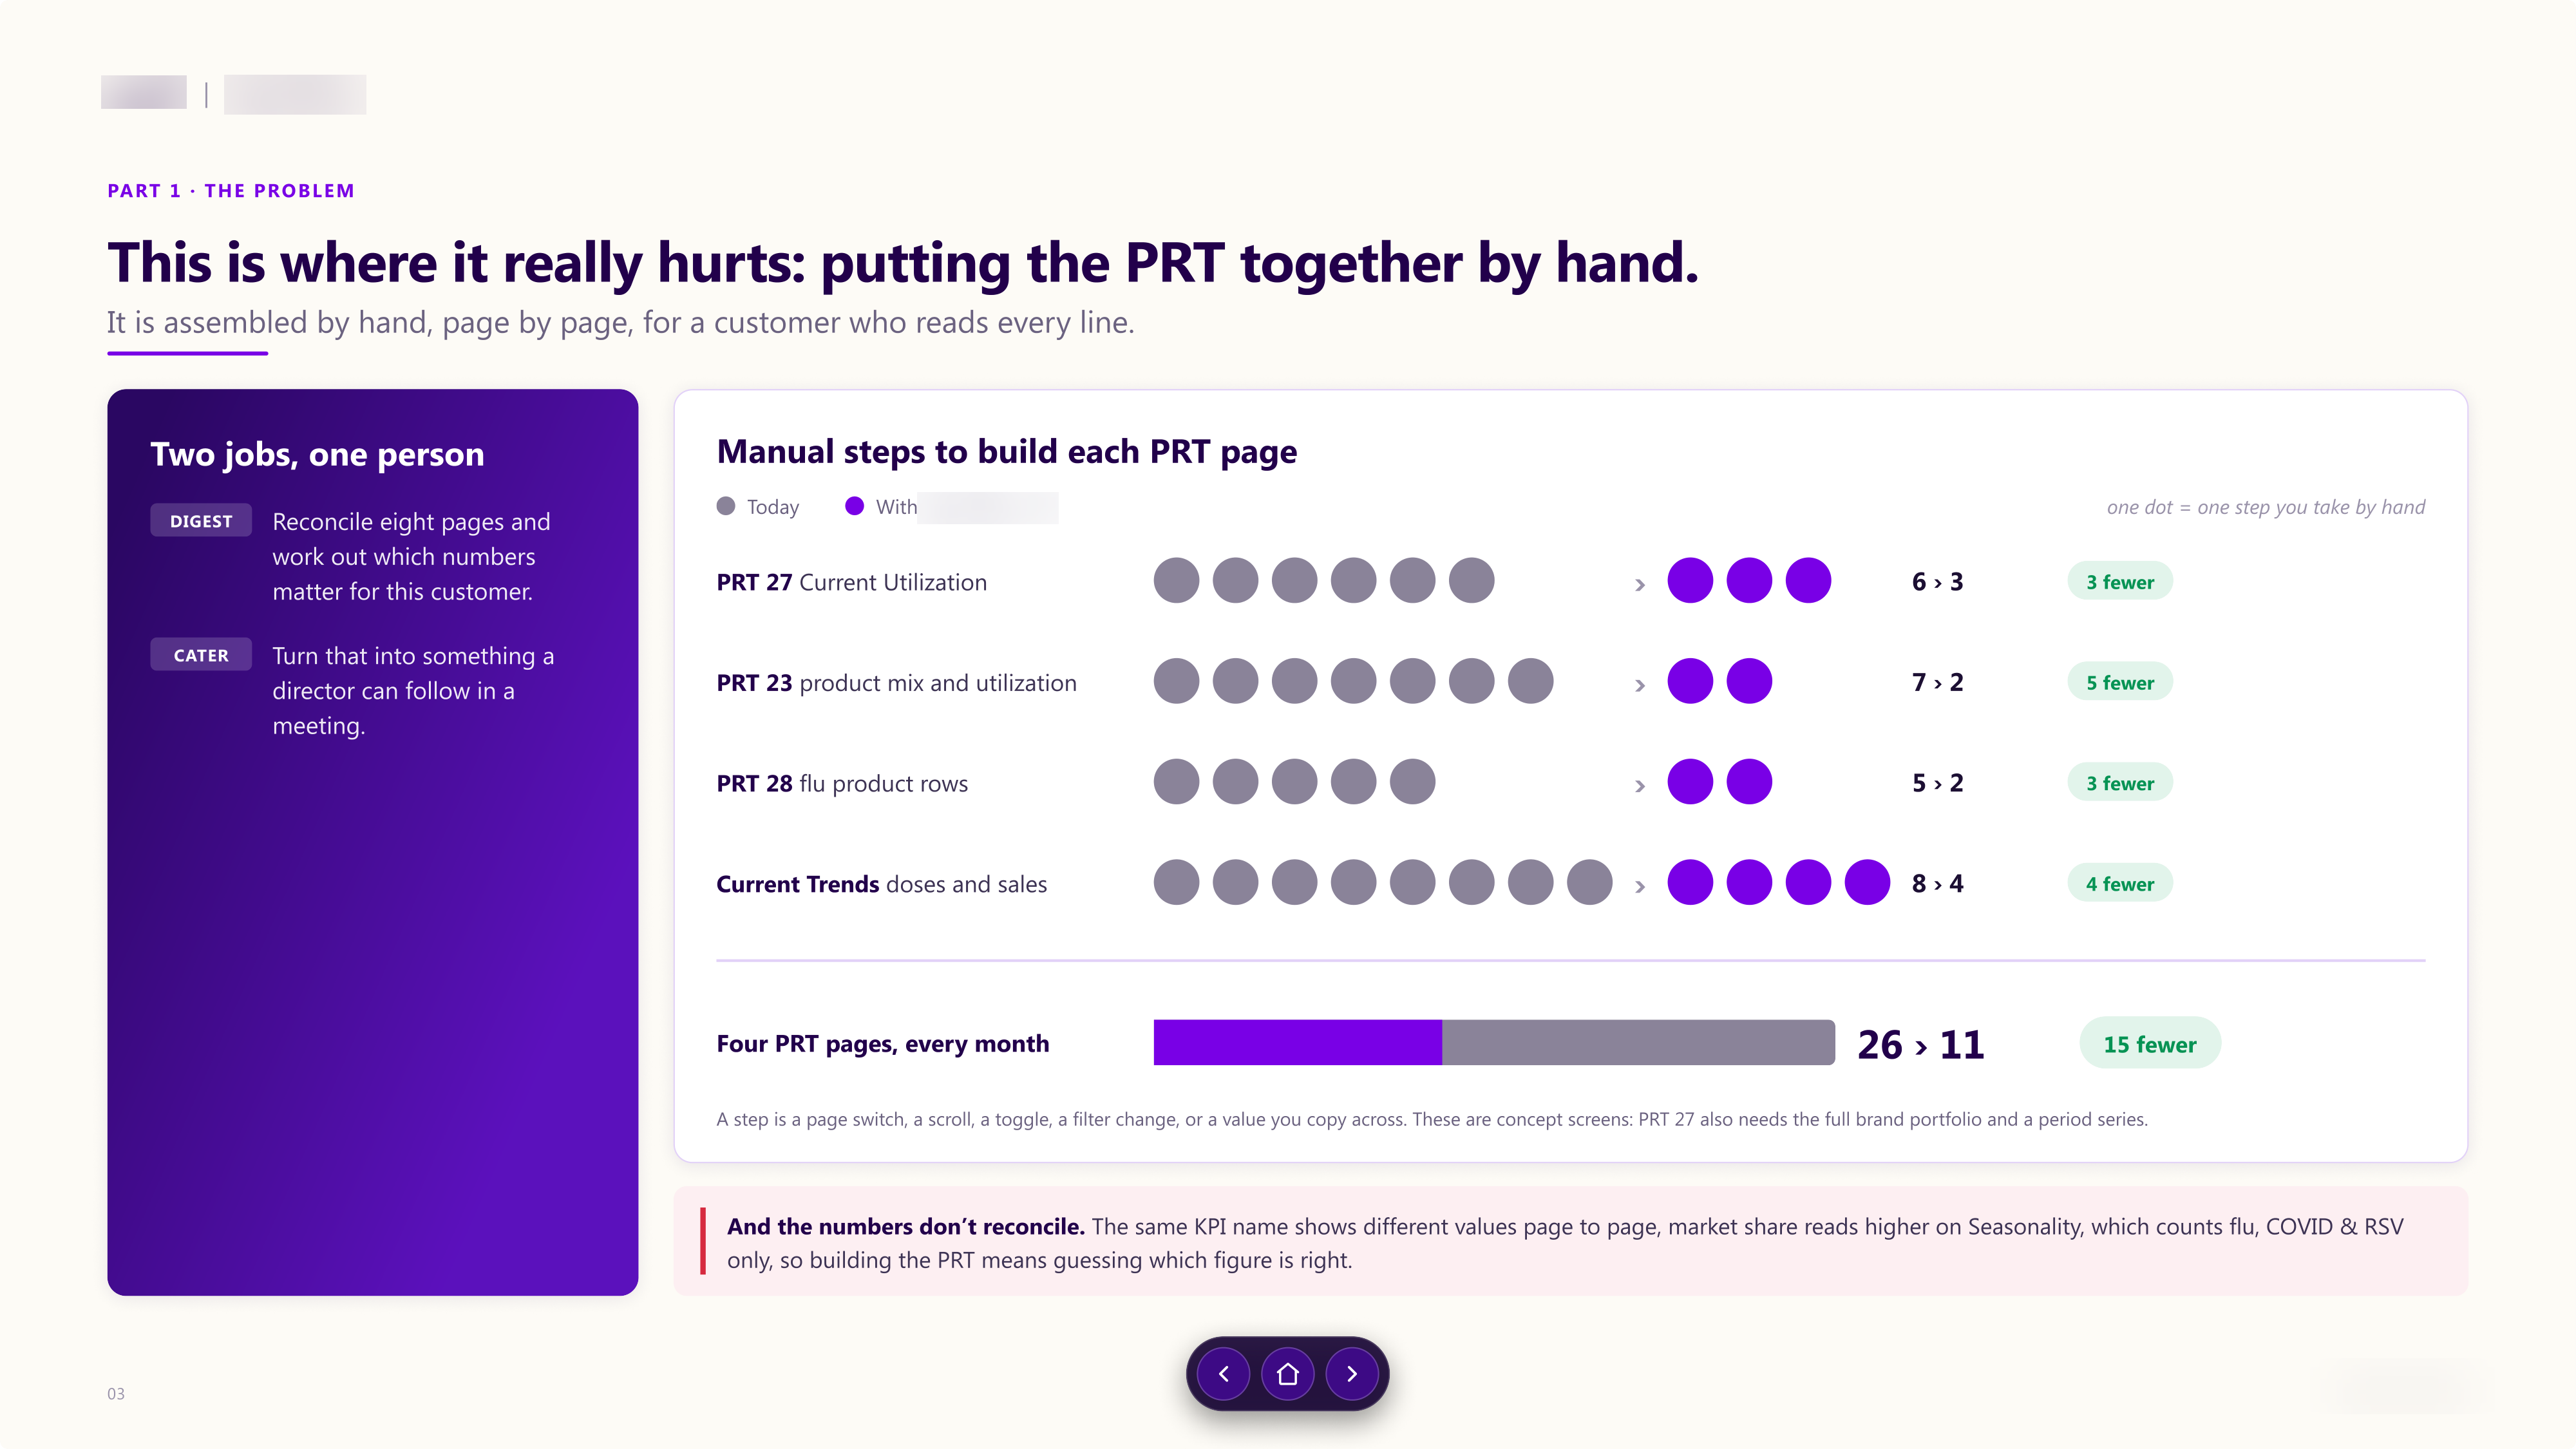 PART 1 · THE PROBLEM
This is where it really hurts: putting the PRT together by hand.
It is assembled by hand, page by page, for a customer who reads every line.
Two jobs, one person
DIGEST
Reconcile eight pages and
work out which numbers
matter for this customer.
CATER
Turn that into something a
director can follow in a
meeting.
Manual steps to build each PRT page
Today
With
one dot = one step you take by hand
PRT 27 Current Utilization › 6 › 3 3 fewer
PRT 23 product mix and utilization › 7 › 2 5 fewer
PRT 28 flu product rows › 5 › 2 3 fewer
Current Trends doses and sales › 8 › 4 4 fewer
Four PRT pages, every month 26 › 11 15 fewer
A step is a page switch, a scroll, a toggle, a filter change, or a value you copy across. These are concept screens: PRT 27 also needs the full brand portfolio and a period series.
And the numbers don’t reconcile. The same KPI name shows different values page to page, market share reads higher on Seasonality, which counts flu, COVID & RSV
only, so building the PRT means guessing which figure is right.
03